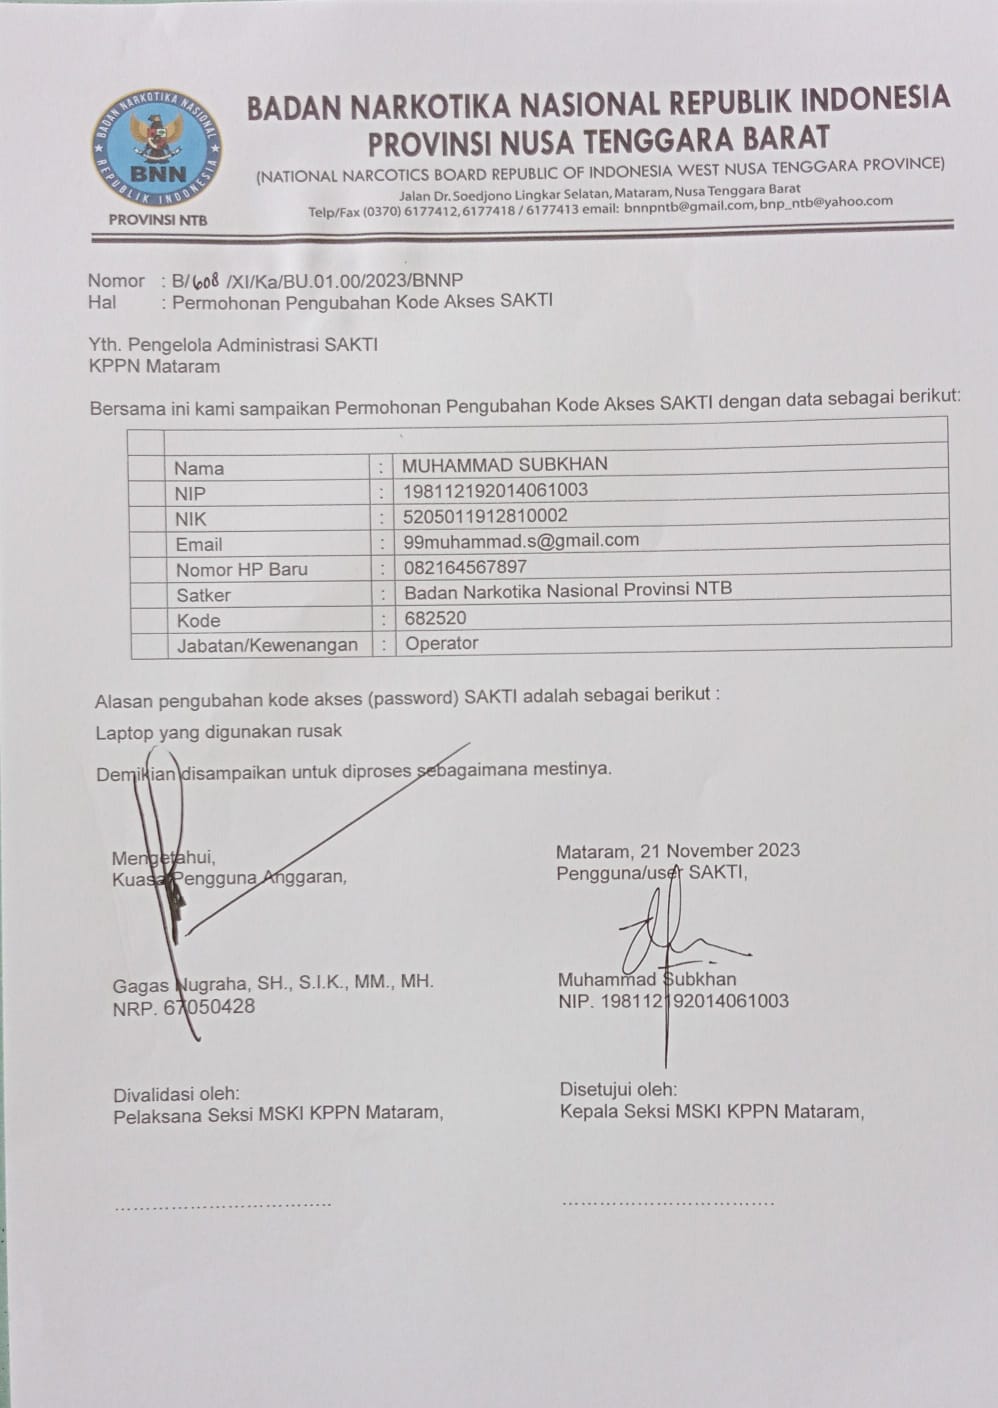 BADAN NARKOTIKA NASIONAL
REPUBLIK INDONESIA
BNN
PROVINSI NTB
BADAN NARKOTIKA NASIONAL REPUBLIK INDONESIA
PROVINSI NUSA TENGGARA BARAT
(NATIONAL NARCOTICS BOARD REPUBLIC OF INDONESIA WEST NUSA TENGGARA PROVINCE)
Jalan Dr. Soedjono Lingkar Selatan, Mataram, Nusa Tenggara Barat
Telp/Fax (0370) 6177412, 6177418 / 6177413 email: bnnpntb@gmail.com, bnp_ntb@yahoo.com
Nomor : B/608 /XI/Ka/BU.01.00/2023/BNNP
Hal : Permohonan Pengubahan Kode Akses SAKTI
Yth. Pengelola Administrasi SAKTI
KPPN Mataram
Bersama ini kami sampaikan Permohonan Pengubahan Kode Akses SAKTI dengan data sebagai berikut:
Nama : MUHAMMAD SUBKHAN
NIP : 198112192014061003
NIK : 5205011912810002
Email : 99muhammad.s@gmail.com
Nomor HP Baru : 082164567897
Satker : Badan Narkotika Nasional Provinsi NTB
Kode : 682520
Jabatan/Kewenangan : Operator
Alasan pengubahan kode akses (password) SAKTI adalah sebagai berikut :
Laptop yang digunakan rusak
Demikian disampaikan untuk diproses sebagaimana mestinya.
Mengetahui,
Kuasa Pengguna Anggaran,
Mataram, 21 November 2023
Pengguna/user SAKTI,
Gagas Nugraha, SH., S.I.K., MM., MH.
NRP. 67050428
Muhammad Subkhan
NIP. 198112192014061003
Divalidasi oleh:
Pelaksana Seksi MSKI KPPN Mataram,
Disetujui oleh:
Kepala Seksi MSKI KPPN Mataram,